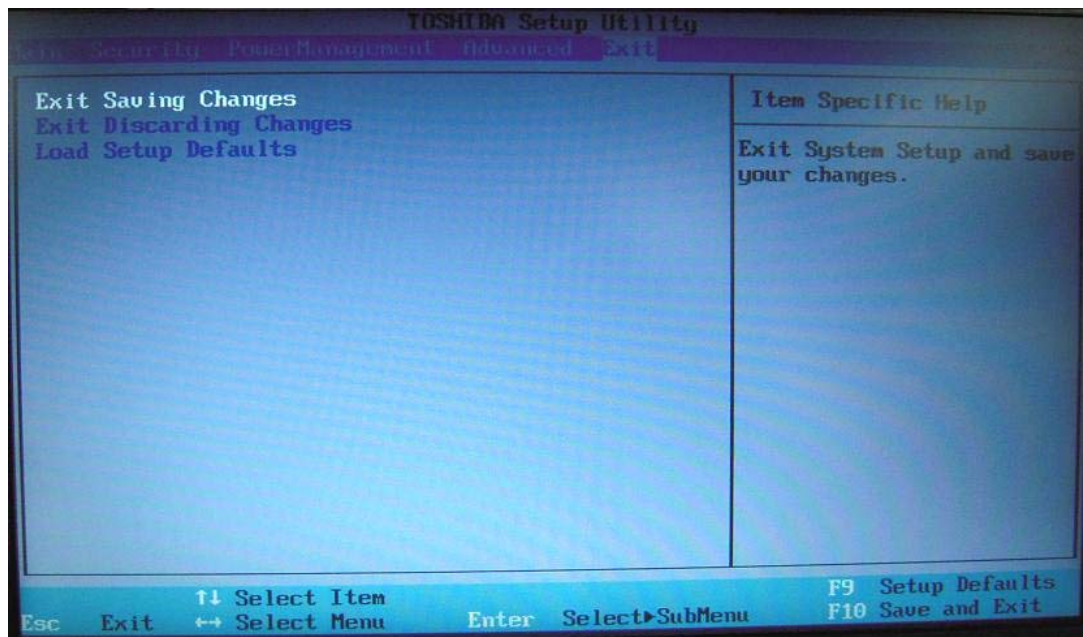 TOSHIBA Setup Utility
Main Security PowerManagement Advanced Exit
Exit Saving Changes
Exit Discarding Changes
Load Setup Defaults
Item Specific Help
Exit System Setup and save
your changes.
↑↓ Select Item F9 Setup Defaults
Esc Exit ←→ Select Menu Enter Select▶SubMenu F10 Save and Exit